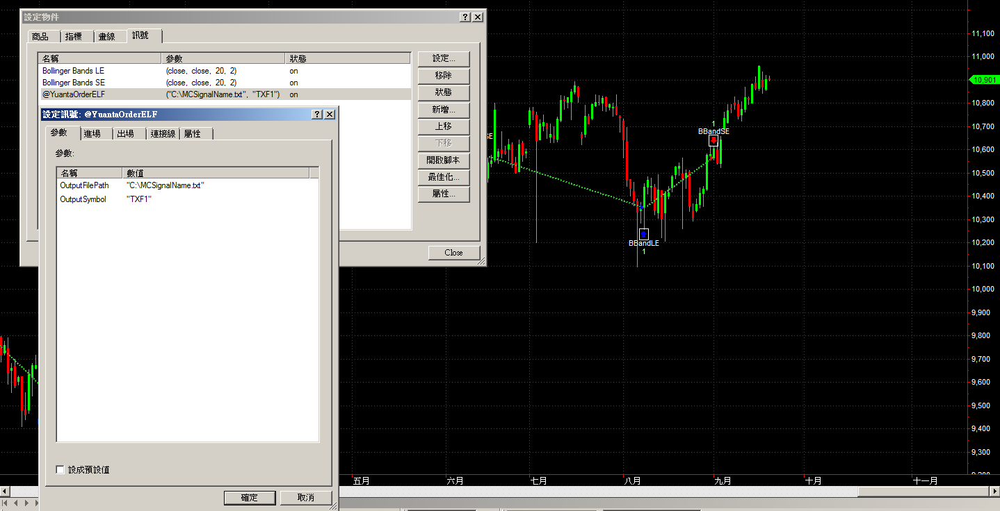 設定物件
商品 指標 畫線 訊號
名稱 參數 狀態
Bollinger Bands LE (close, close, 20, 2) on
Bollinger Bands SE (close, close, 20, 2) on
@YuantaOrderELF ("C:\MCSignalName.txt", "TXF1") on
設定...
移除
狀態
新增...
上移
下移
開啟腳本
最佳化...
屬性...
Close
設定訊號: @YuantaOrderELF
參數 進場 出場 連接線 屬性
參數:
名稱 數值
OutputFilePath "C:\MCSignalName.txt"
OutputSymbol "TXF1"
設成預設值
確定 取消
SE
1
BBandSE
BBandLE
1
11,100
11,000
10,901
10,800
10,700
10,600
10,500
10,400
10,300
10,200
10,100
10,000
9,900
9,800
9,700
9,600
9,500
9,400
9,300
9,200
五月 六月 七月 八月 九月 十月 十一月